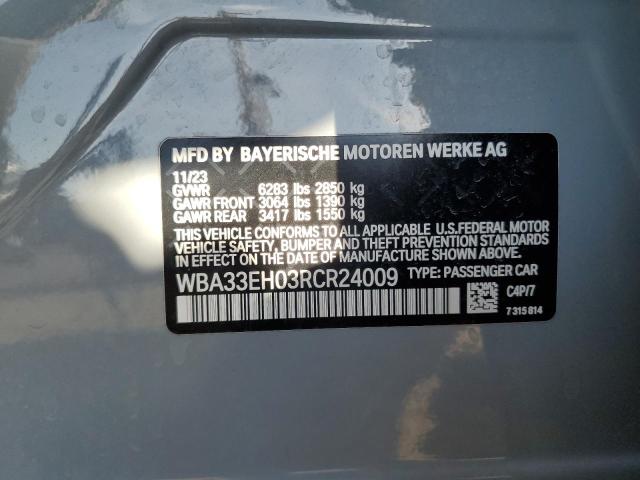 MFD BY BAYERISCHE MOTOREN WERKE AG
11/23
GVWR 6283 lbs 2850 kg
GAWR FRONT 3064 lbs 1390 kg
GAWR REAR 3417 lbs 1550 kg
THIS VEHICLE CONFORMS TO ALL APPLICABLE U.S.FEDERAL MOTOR
VEHICLE SAFETY, BUMPER AND THEFT PREVENTION STANDARDS IN
EFFECT ON THE DATE OF MANUFACTURE SHOWN ABOVE.
WBA33EH03RCR24009 TYPE: PASSENGER CAR
C4P/7
7 315 814